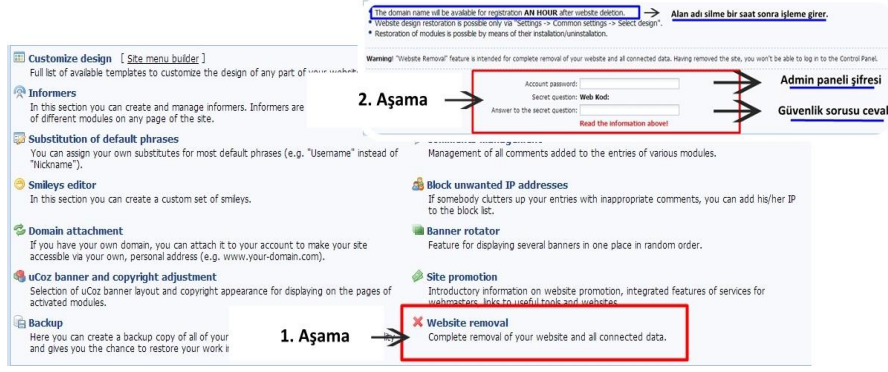 * The domain name will be available for registration AN HOUR after website deletion.
Alan adı silme bir saat sonra işleme girer.
* Website design restoration is possible only via "Settings -> Common settings -> Select design".
* Restoration of modules is possible by means of their installation/uninstallation.
Warning! "Website Removal" feature is intended for complete removal of your website and all connected data. Having removed the site, you won't be able to log in to the Control Panel.
2. Aşama
Account password:
Admin paneli şifresi
Secret question: Web Kod:
Answer to the secret question:
Güvenlik sorusu ceval
Read the information above!
Customize design [ Site menu builder ]
Full list of available templates to customize the design of any part of your
Informers
In this section you can create and manage informers. Informers are
of different modules on any page of the site.
Substitution of default phrases
You can assign your own substitutes for most default phrases (e.g. "Username" instead of
"Nickname").
Management of all comments added to the entries of various modules.
Smileys editor
In this section you can create a custom set of smileys.
Block unwanted IP addresses
If somebody clutters up your entries with inappropriate comments, you can add his/her IP
to the block list.
Domain attachment
If you have your own domain, you can attach it to your account to make your site
accessible via your own, personal address (e.g. www.your-domain.com).
Banner rotator
Feature for displaying several banners in one place in random order.
uCoz banner and copyright adjustment
Selection of uCoz banner layout and copyright appearance for displaying on the pages of
activated modules.
Site promotion
Introductory information on website promotion, integrated features of services for
webmasters, links to useful tools and websites.
Backup
Here you can create a backup copy of all of your
and gives you the chance to restore your work
1. Aşama
Website removal
Complete removal of your website and all connected data.